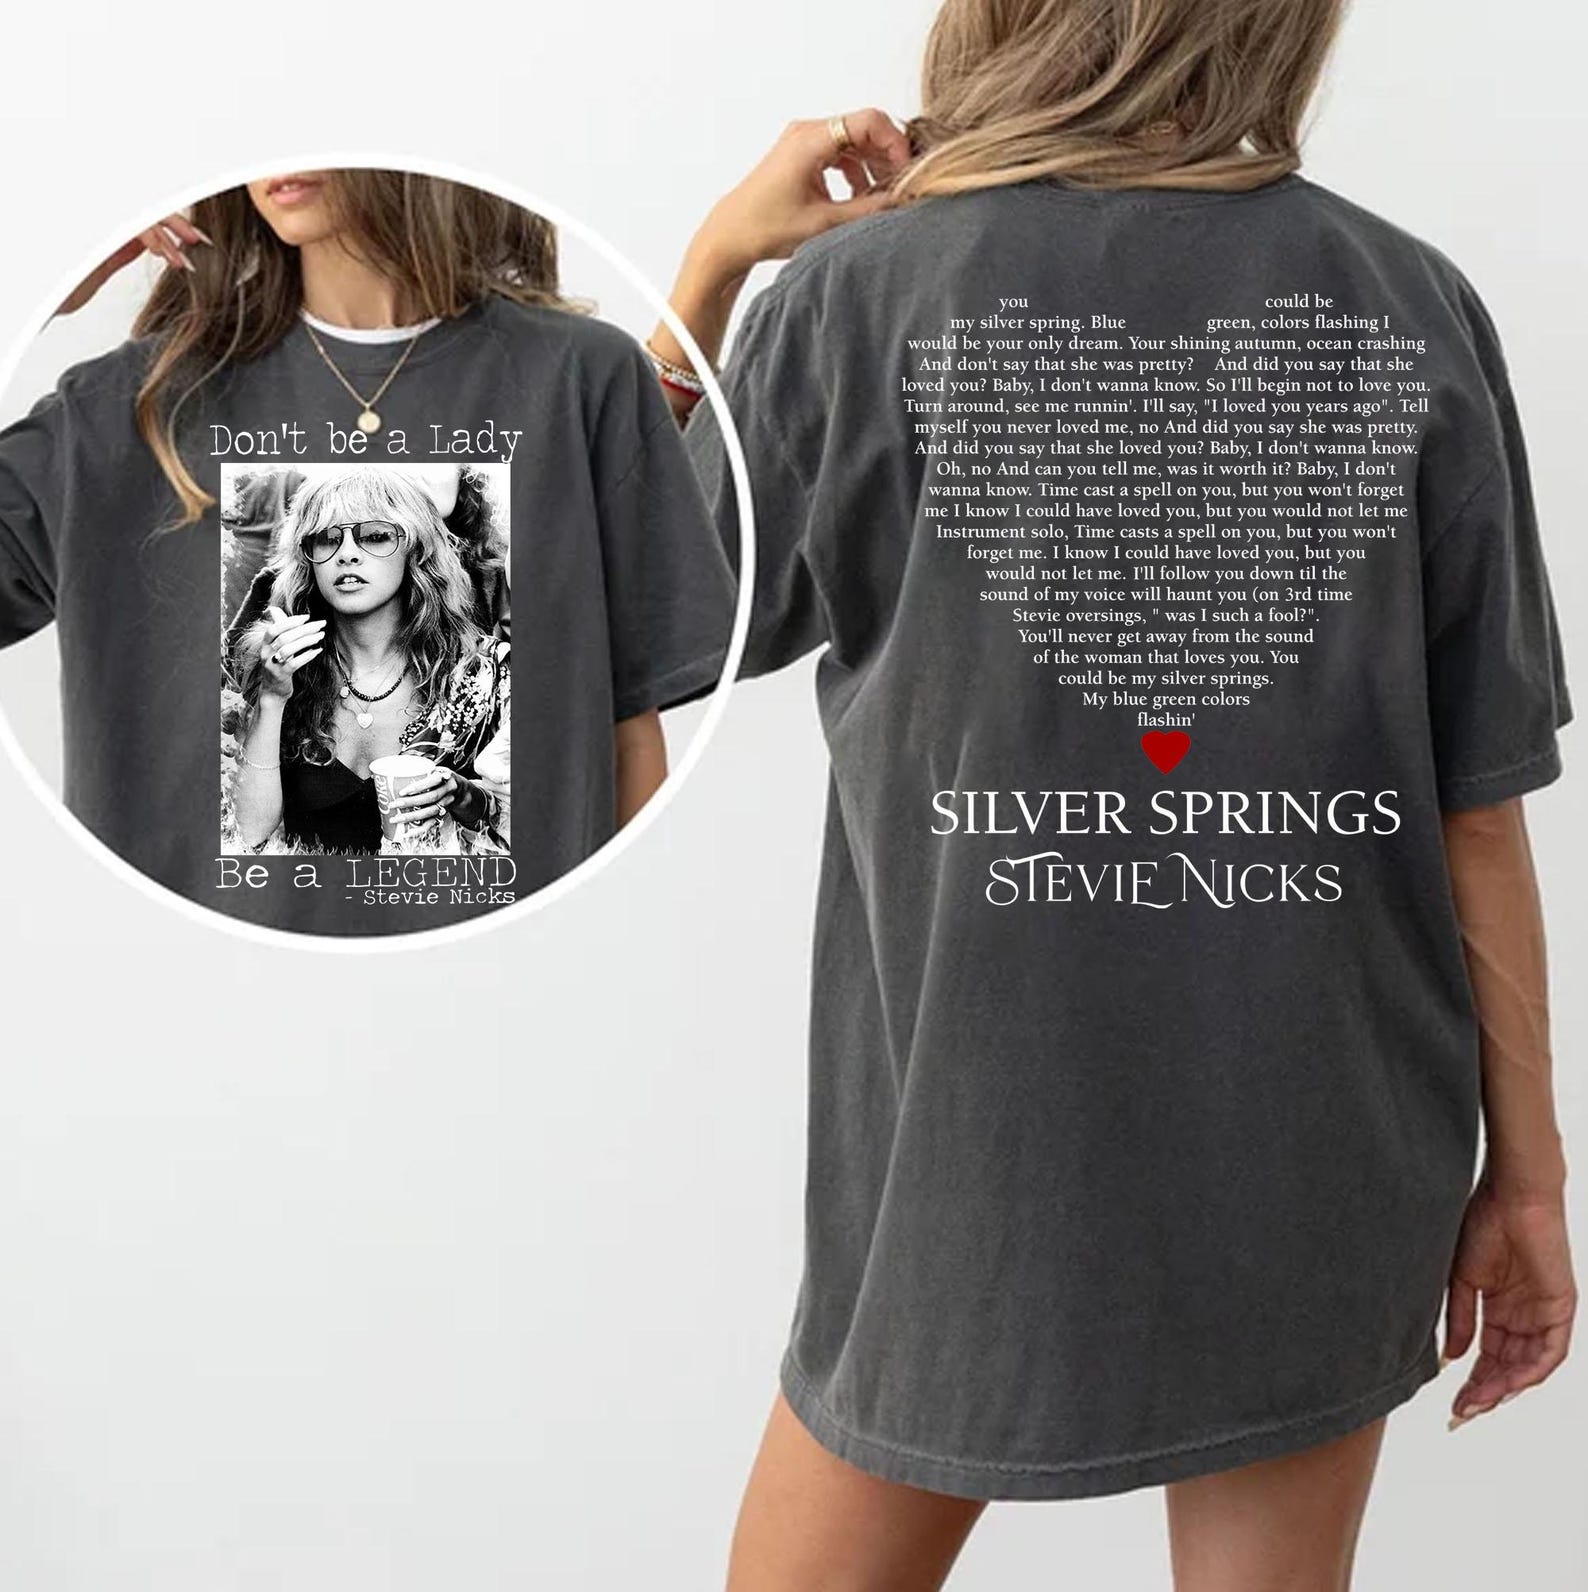 Don't be a Lady
COKE
Be a LEGEND
- Stevie Nicks
you could be
my silver spring. Blue green, colors flashing I
would be your only dream. Your shining autumn, ocean crashing
And don't say that she was pretty? And did you say that she
loved you? Baby, I don't wanna know. So I'll begin not to love you.
Turn around, see me runnin'. I'll say, "I loved you years ago". Tell
myself you never loved me, no And did you say she was pretty.
And did you say that she loved you? Baby, I don't wanna know.
Oh, no And can you tell me, was it worth it? Baby, I don't
wanna know. Time cast a spell on you, but you won't forget
me I know I could have loved you, but you would not let me
Instrument solo, Time casts a spell on you, but you won't
forget me. I know I could have loved you, but you
would not let me. I'll follow you down til the
sound of my voice will haunt you (on 3rd time
Stevie oversings, " was I such a fool?".
You'll never get away from the sound
of the woman that loves you. You
could be my silver springs.
My blue green colors
flashin'
SILVER SPRINGS
STEVIE NICKS